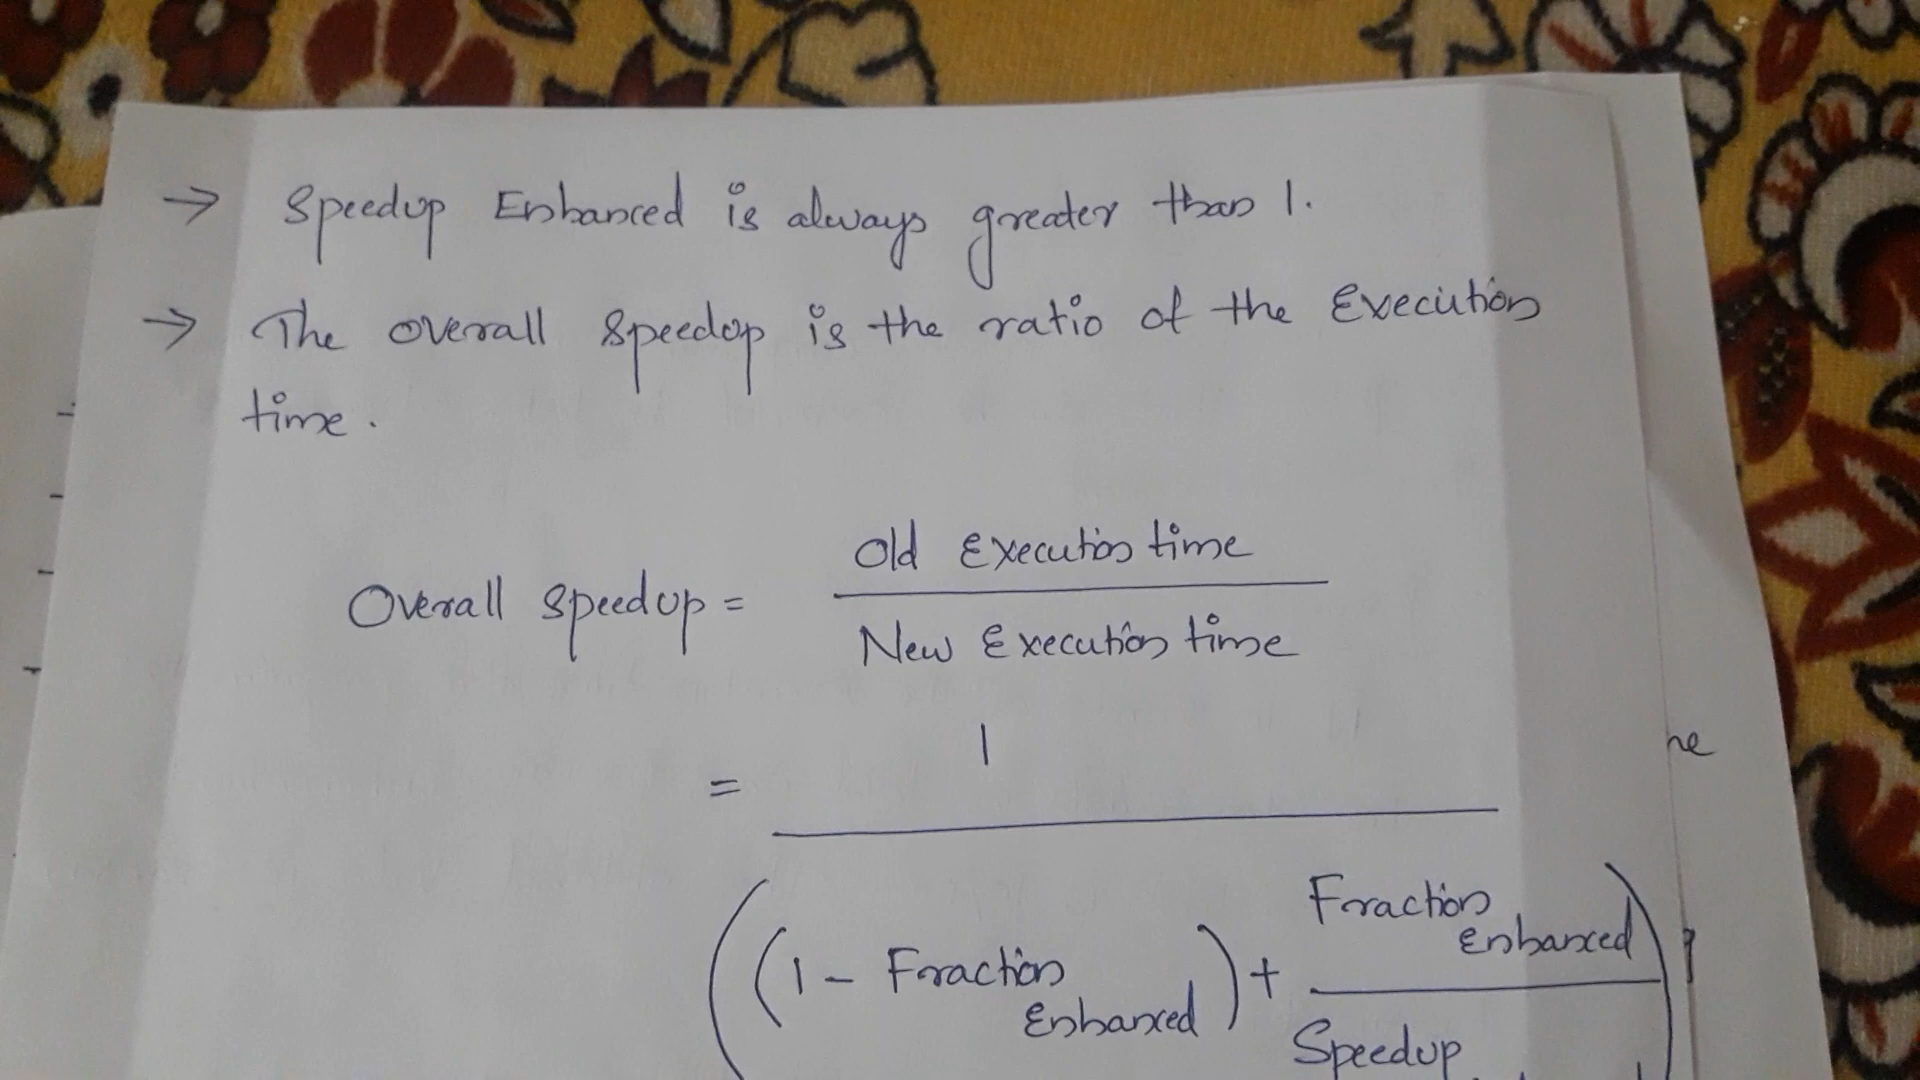 → Speedup Enhanced is always greater than 1.
→ The overall speedup is the ratio of the Execution
time.
Old Execution time
Overall speedup = ———
New Execution time
1
= ———
((1 - Fraction Enhanced) + Fraction Enhanced
Speedup
he